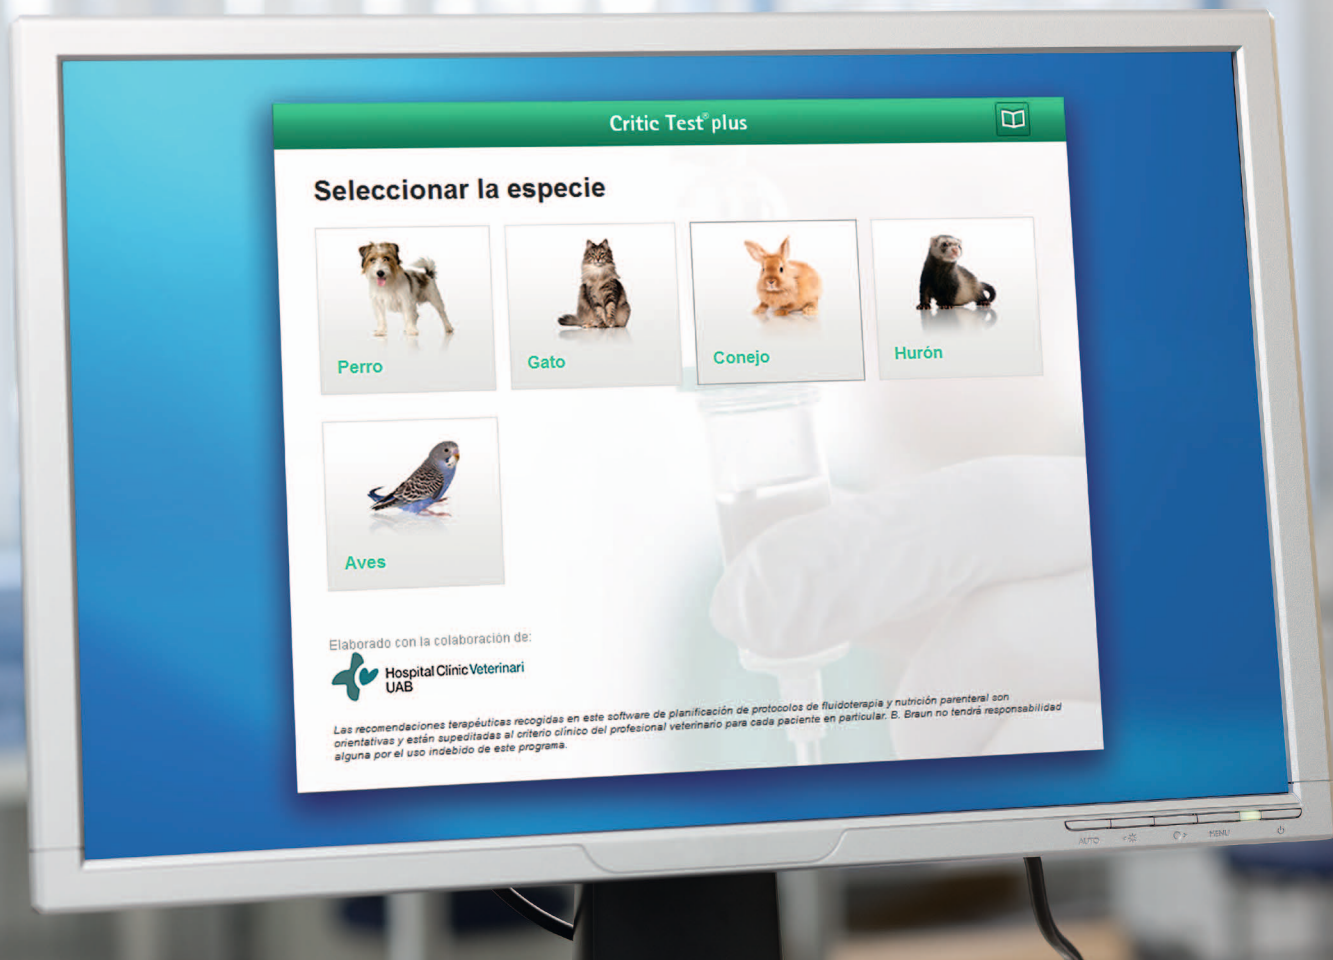 Critic Test® plus
Seleccionar la especie
Perro
Gato
Conejo
Hurón
Aves
Elaborado con la colaboración de:
Hospital Clínic Veterinari
UAB
Las recomendaciones terapéuticas recogidas en este software de planificación de protocolos de fluidoterapia y nutrición parenteral son
orientativas y están supeditadas al criterio clínico del profesional veterinario para cada paciente en particular. B. Braun no tendrá responsabilidad
alguna por el uso indebido de este programa.
AUTO
MENU